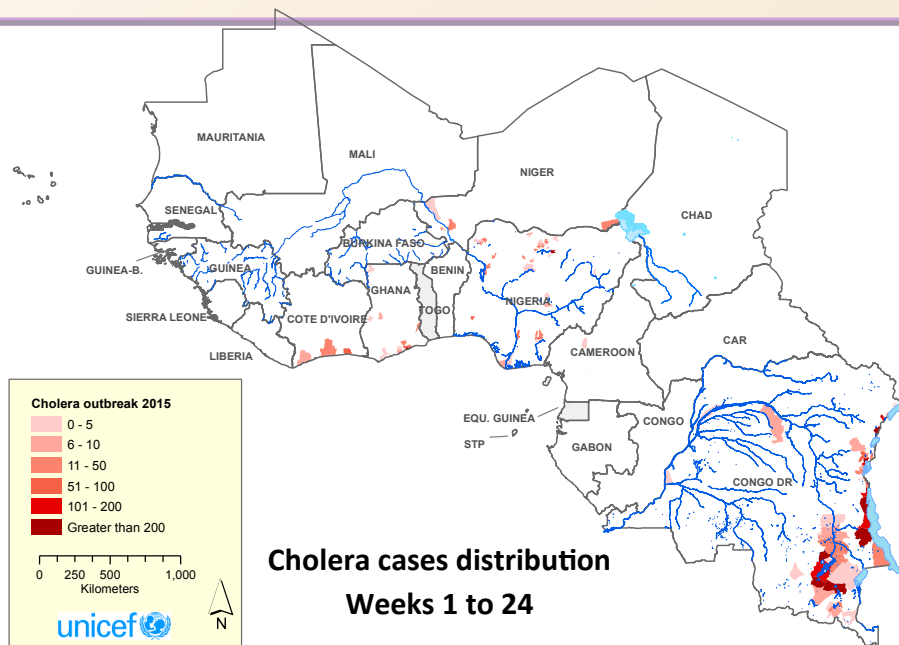 MAURITANIA
MALI
NIGER
CHAD
SENEGAL
BURKINA FASO
GUINEA-B.
GUINEA
BENIN
GHANA
NIGERIA
TOGO
SIERRA LEONE
COTE D'IVOIRE
LIBERIA
CAMEROON
CAR
EQU. GUINEA
CONGO
STP
GABON
CONGO DR
Cholera outbreak 2015
0 - 5
6 - 10
11 - 50
51 - 100
101 - 200
Greater than 200
0 250 500 1,000
Kilometers
N
unicef
Cholera cases distribution
Weeks 1 to 24